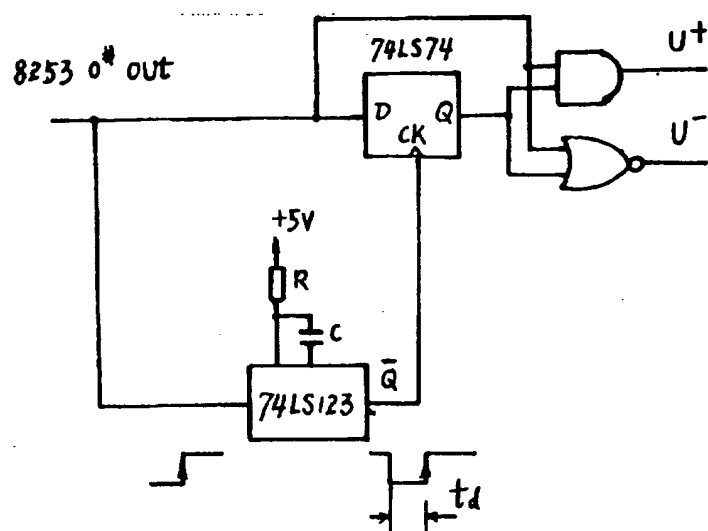 74LS74
U+
8253 0# OUT
D Q
CK
U-
+5V
R
C
Q̄
74LS123
td